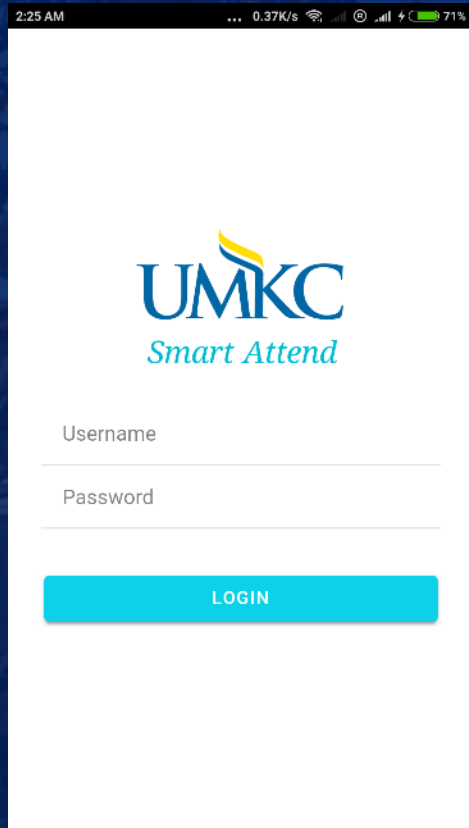 2:25 AM ... 0.37K/s ® 71%
UMKC
Smart Attend
Username
Password
LOGIN